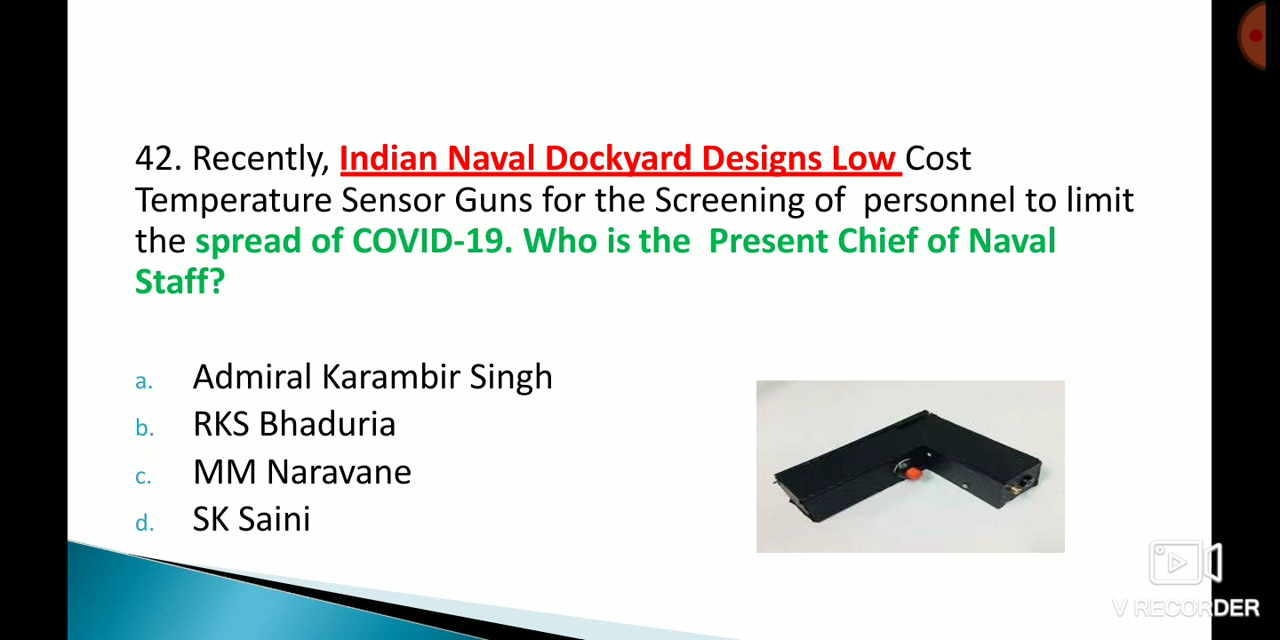 42. Recently, Indian Naval Dockyard Designs Low Cost
Temperature Sensor Guns for the Screening of personnel to limit
the spread of COVID-19. Who is the Present Chief of Naval
Staff?
a. Admiral Karambir Singh
b. RKS Bhaduria
c. MM Naravane
d. SK Saini
V RECORDER